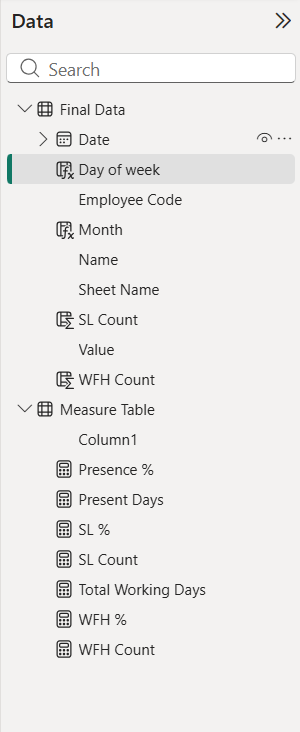 Data
Search
Final Data
Date
Day of week
Employee Code
Month
Name
Sheet Name
SL Count
Value
WFH Count
Measure Table
Column1
Presence %
Present Days
SL %
SL Count
Total Working Days
WFH %
WFH Count